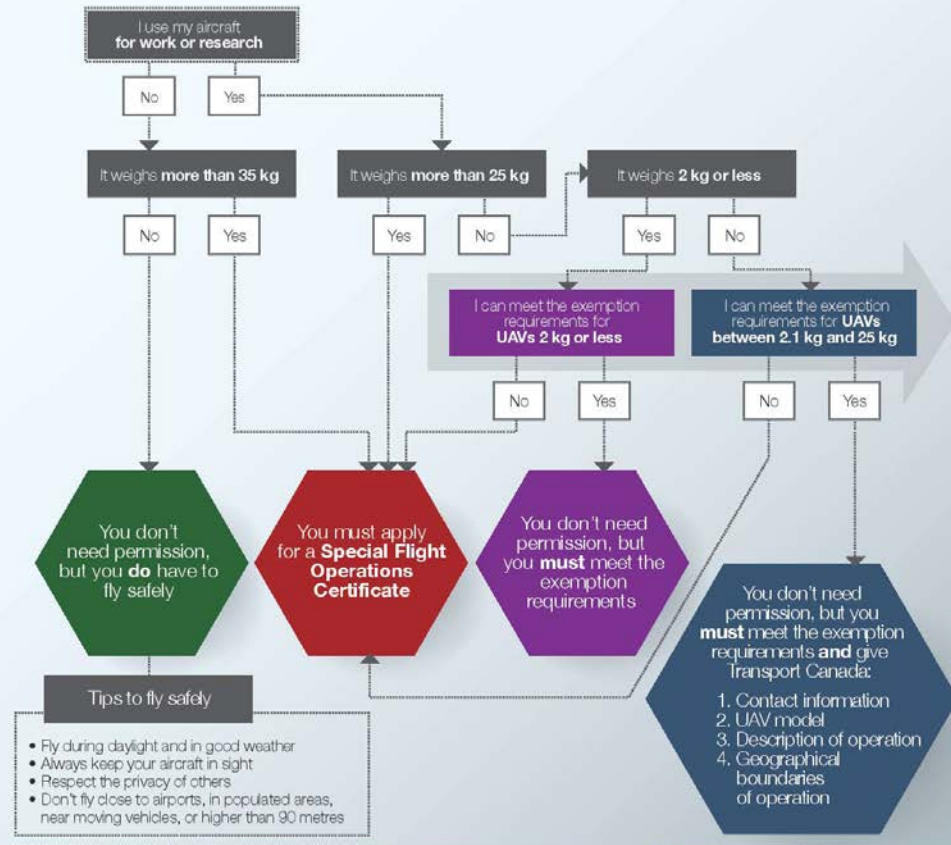 I use my aircraft
for work or research
No
Yes
It weighs more than 35 kg
It weighs more than 25 kg
It weighs 2 kg or less
No
Yes
Yes
No
Yes
No
I can meet the exemption
requirements for
UAVs 2 kg or less
I can meet the exemption
requirements for UAVs
between 2.1 kg and 25 kg
No
Yes
No
Yes
You don't
need permission,
but you do have to
fly safely
You must apply
for a Special Flight
Operations
Certificate
You don't need
permission, but
you must meet the
exemption
requirements
You don't need
permission, but you
must meet the exemption
requirements and give
Transport Canada:
1. Contact information
2. UAV model
3. Description of operation
4. Geographical
boundaries
of operation
Tips to fly safely
• Fly during daylight and in good weather
• Always keep your aircraft in sight
• Respect the privacy of others
• Don't fly close to airports, in populated areas,
near moving vehicles, or higher than 90 metres